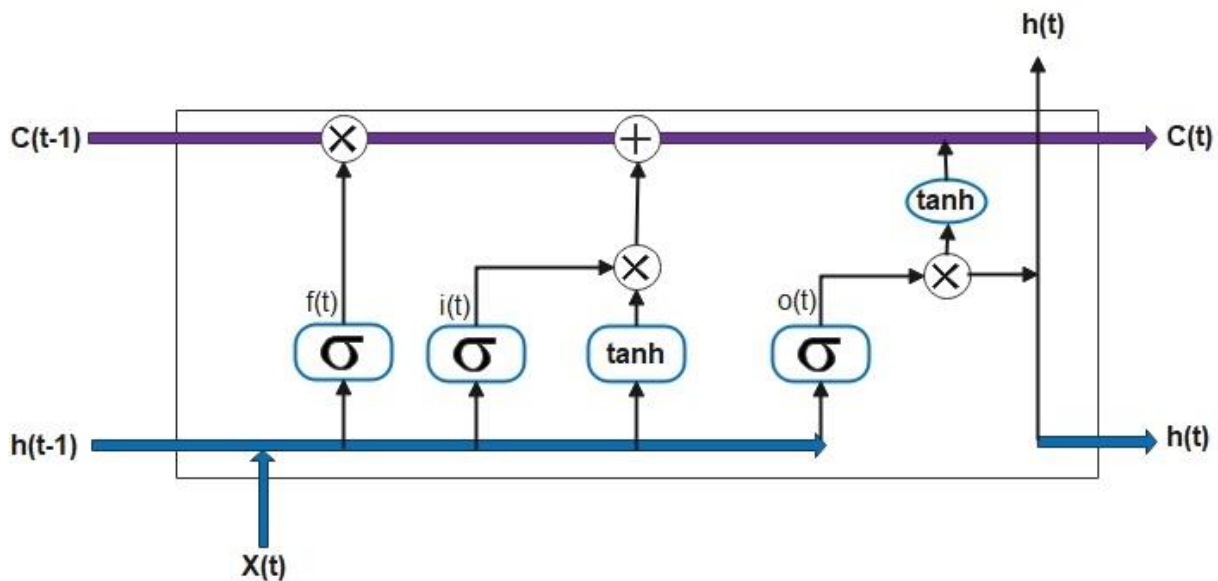 h(t)
C(t-1)
×
+
C(t)
tanh
×
×
f(t)
i(t)
o(t)
σ
σ
tanh
σ
h(t-1)
h(t)
X(t)